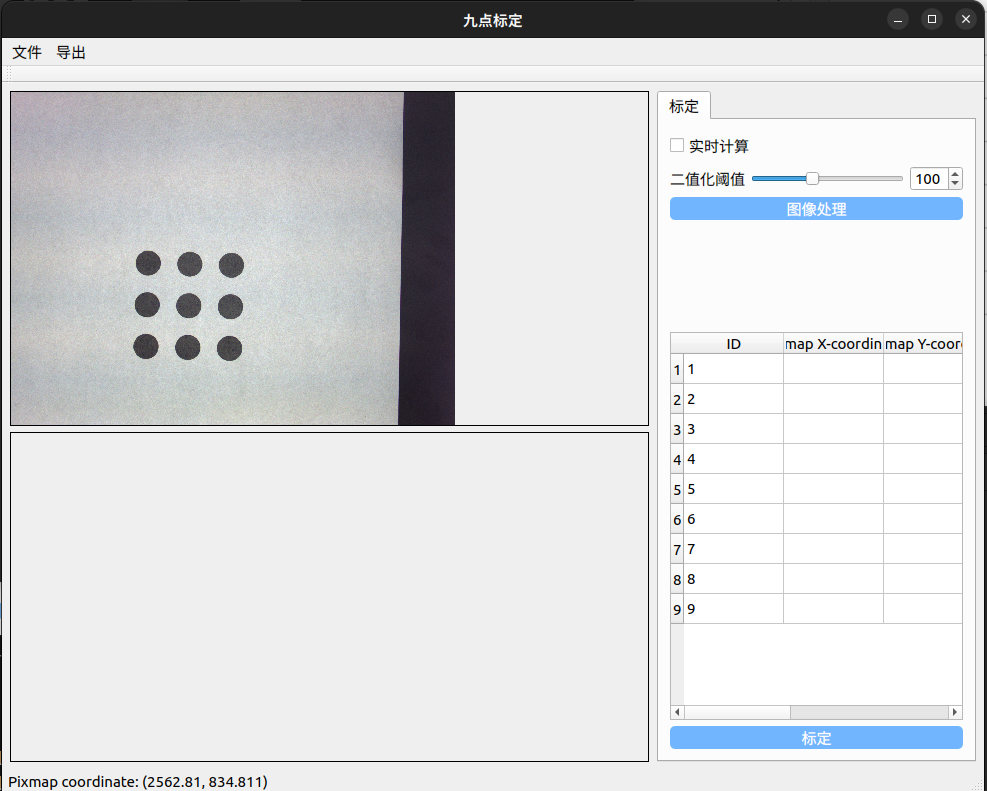 九点标定
文件 导出
标定
实时计算
二值化阈值 100
图像处理
ID map X-coordin map Y-coor
1 1
2 2
3 3
4 4
5 5
6 6
7 7
8 8
9 9
标定
Pixmap coordinate: (2562.81, 834.811)